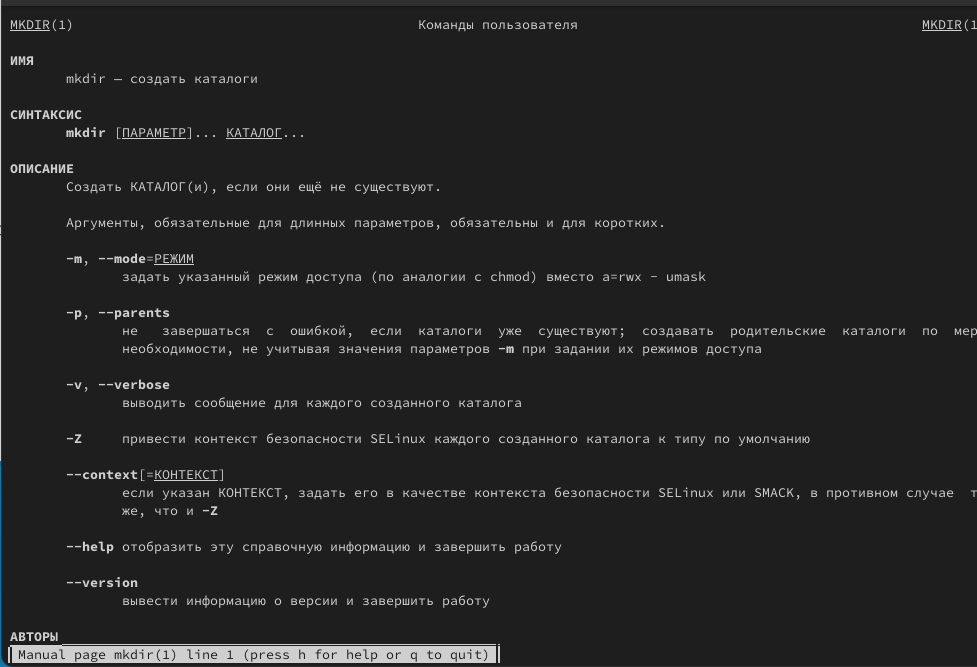 MKDIR(1) Команды пользователя MKDIR(1
ИМЯ
mkdir — создать каталоги
СИНТАКСИС
mkdir [ПАРАМЕТР]... КАТАЛОГ...
ОПИСАНИЕ
Создать КАТАЛОГ(и), если они ещё не существуют.
Аргументы, обязательные для длинных параметров, обязательны и для коротких.
-m, --mode=РЕЖИМ
задать указанный режим доступа (по аналогии с chmod) вместо a=rwx - umask
-p, --parents
не завершаться с ошибкой, если каталоги уже существуют; создавать родительские каталоги по мер
необходимости, не учитывая значения параметров -m при задании их режимов доступа
-v, --verbose
выводить сообщение для каждого созданного каталога
-Z привести контекст безопасности SELinux каждого созданного каталога к типу по умолчанию
--context[=КОНТЕКСТ]
если указан КОНТЕКСТ, задать его в качестве контекста безопасности SELinux или SMACK, в противном случае т
же, что и -Z
--help отобразить эту справочную информацию и завершить работу
--version
вывести информацию о версии и завершить работу
АВТОРЫ
Manual page mkdir(1) line 1 (press h for help or q to quit)